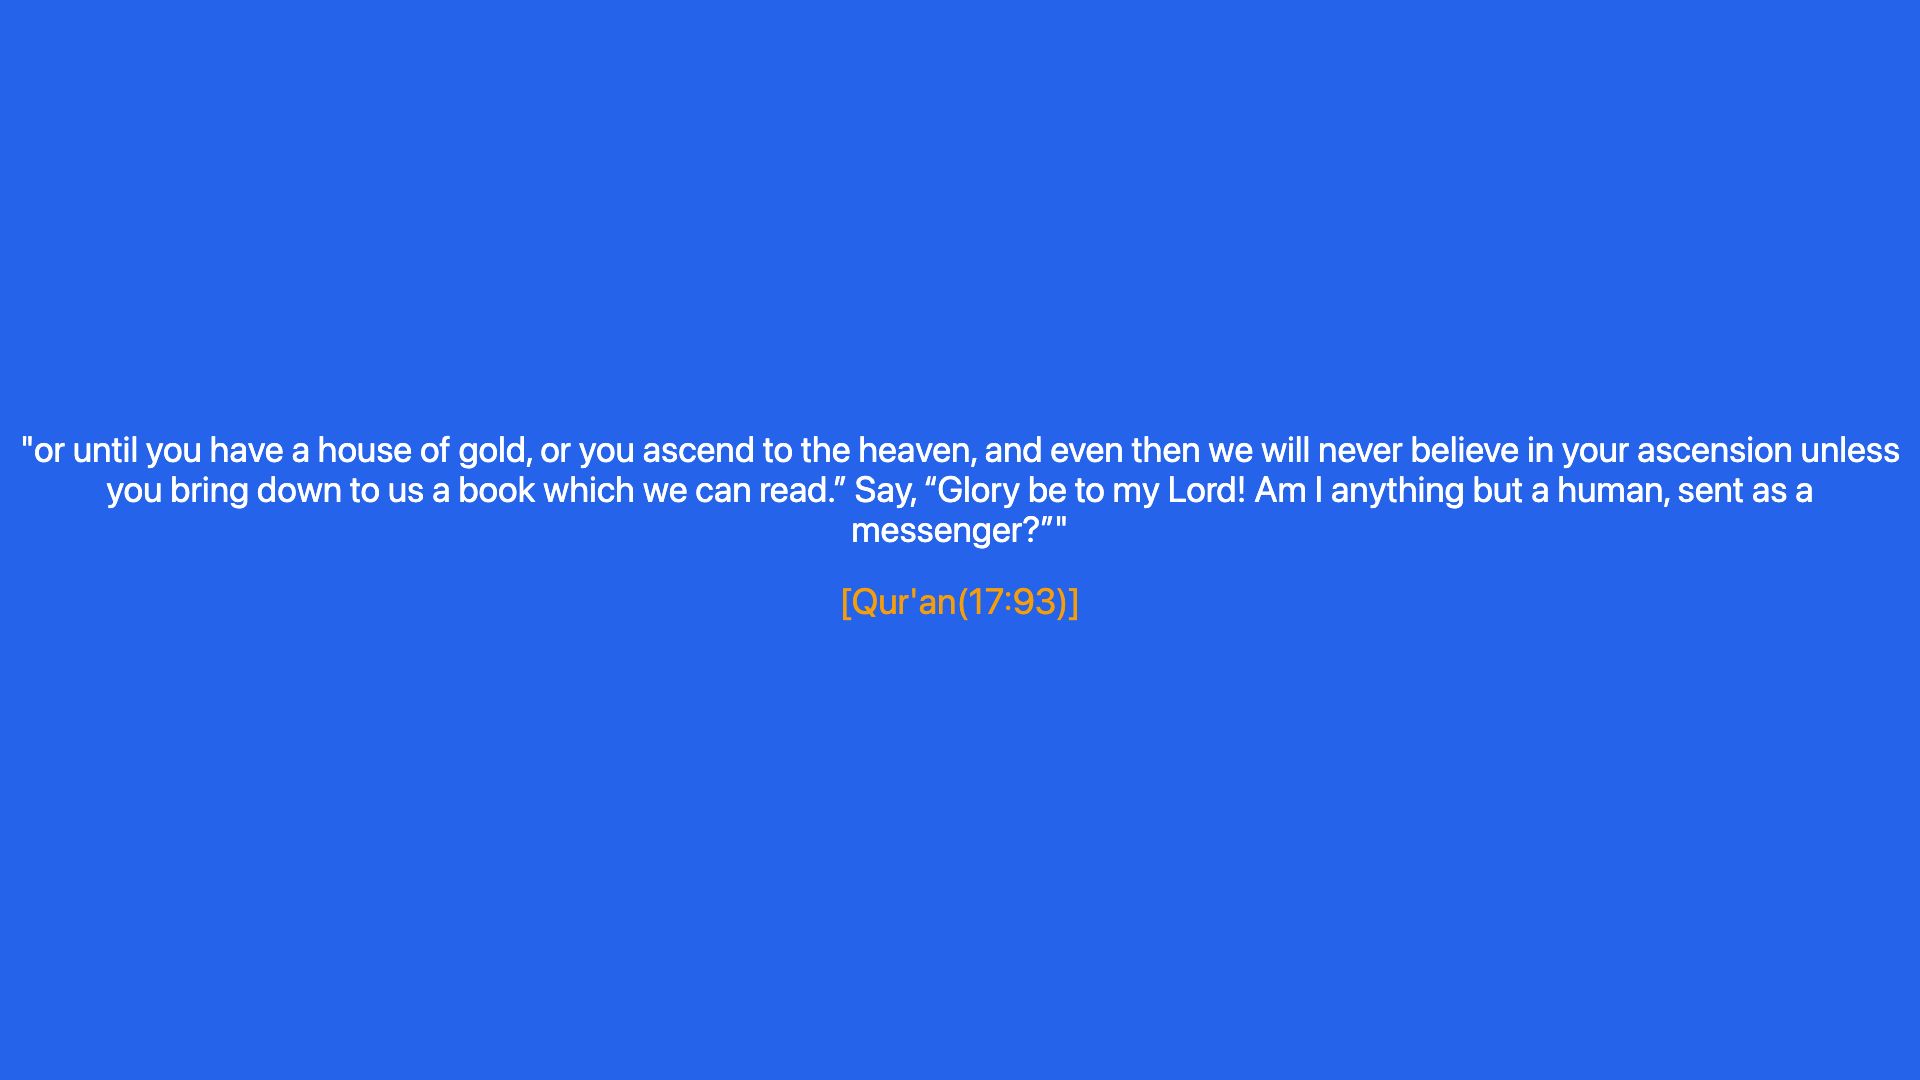 "or until you have a house of gold, or you ascend to the heaven, and even then we will never believe in your ascension unless
you bring down to us a book which we can read.” Say, “Glory be to my Lord! Am I anything but a human, sent as a
messenger?”"
[Qur'an(17:93)]